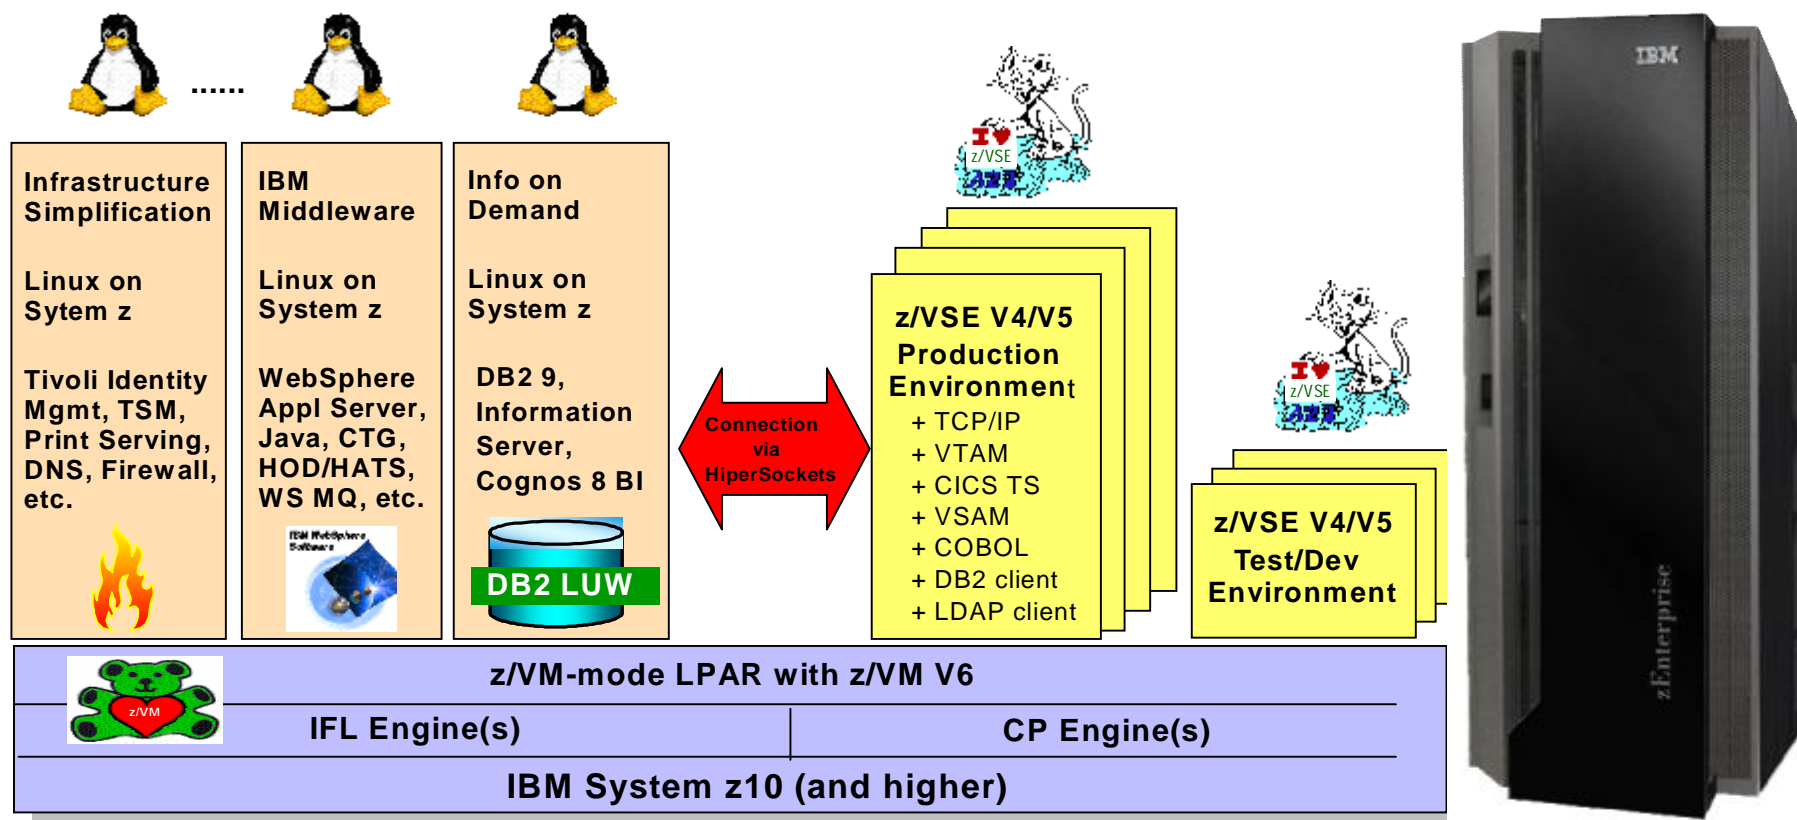 ......
Infrastructure
Simplification
Linux on
Sytem z
Tivoli Identity
Mgmt, TSM,
Print Serving,
DNS, Firewall,
etc.
IBM
Middleware
Linux on
System z
WebSphere
Appl Server,
Java, CTG,
HOD/HATS,
WS MQ, etc.
IBM WebSphere
Software
Info on
Demand
Linux on
System z
DB2 9,
Information
Server,
Cognos 8 BI
DB2 LUW
Connection
via
HiperSockets
I ♥
z/VSE
z/VSE V4/V5
Production
Environment
+ TCP/IP
+ VTAM
+ CICS TS
+ VSAM
+ COBOL
+ DB2 client
+ LDAP client
I ♥
z/VSE
z/VSE V4/V5
Test/Dev
Environment
z/VM
z/VM-mode LPAR with z/VM V6
IFL Engine(s)
CP Engine(s)
IBM System z10 (and higher)
IBM
zEnterprise